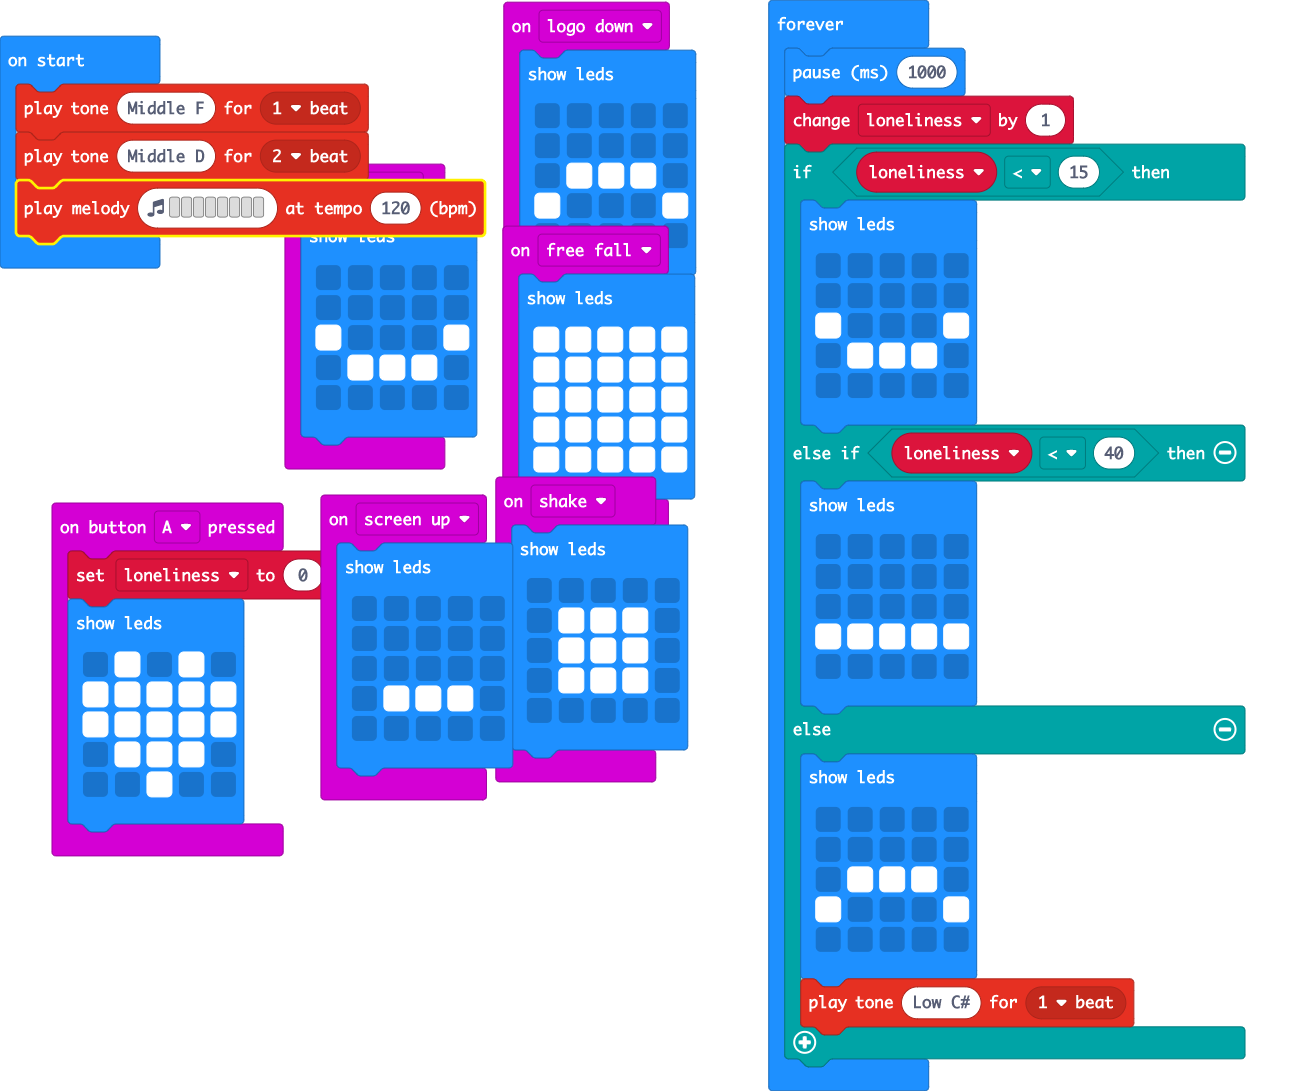 on start
play tone Middle F for 1 beat
play tone Middle D for 2 beat
play melody at tempo 120 (bpm)
show leds
on logo down
show leds
on free fall
show leds
on button A pressed
set loneliness to 0
show leds
on screen up
show leds
on shake
show leds
forever
pause (ms) 1000
change loneliness by 1
if loneliness < 15 then
show leds
else if loneliness < 40 then
show leds
else
show leds
play tone Low C# for 1 beat